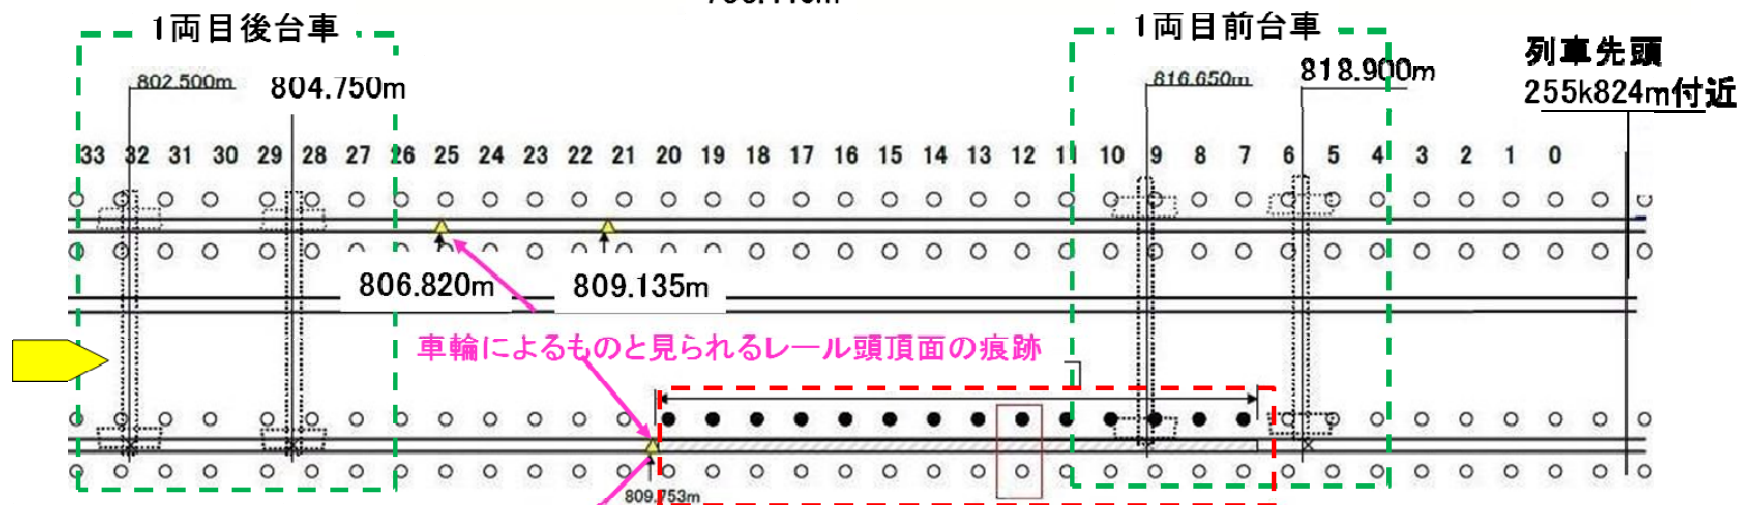 1両目後台車
1両目前台車
列車先頭
255k824m付近
802.500m
804.750m
816.650m
818.900m
33 32 31 30 29 28 27 26 25 24 23 22 21 20 19 18 17 16 15 14 13 12 11 10 9 8 7 6 5 4 3 2 1 0
806.820m
809.135m
車輪によるものと見られるレール頭頂面の痕跡
809.753m